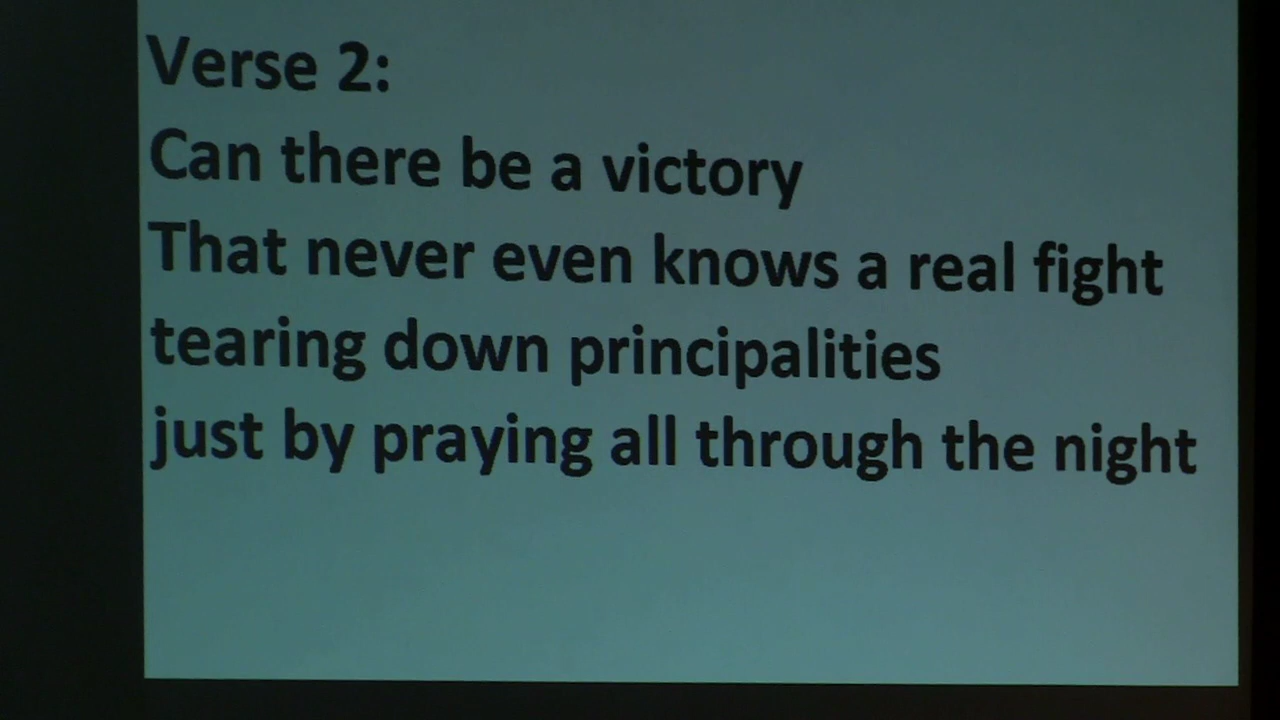 Verse 2:
Can there be a victory
That never even knows a real fight
tearing down principalities
just by praying all through the night